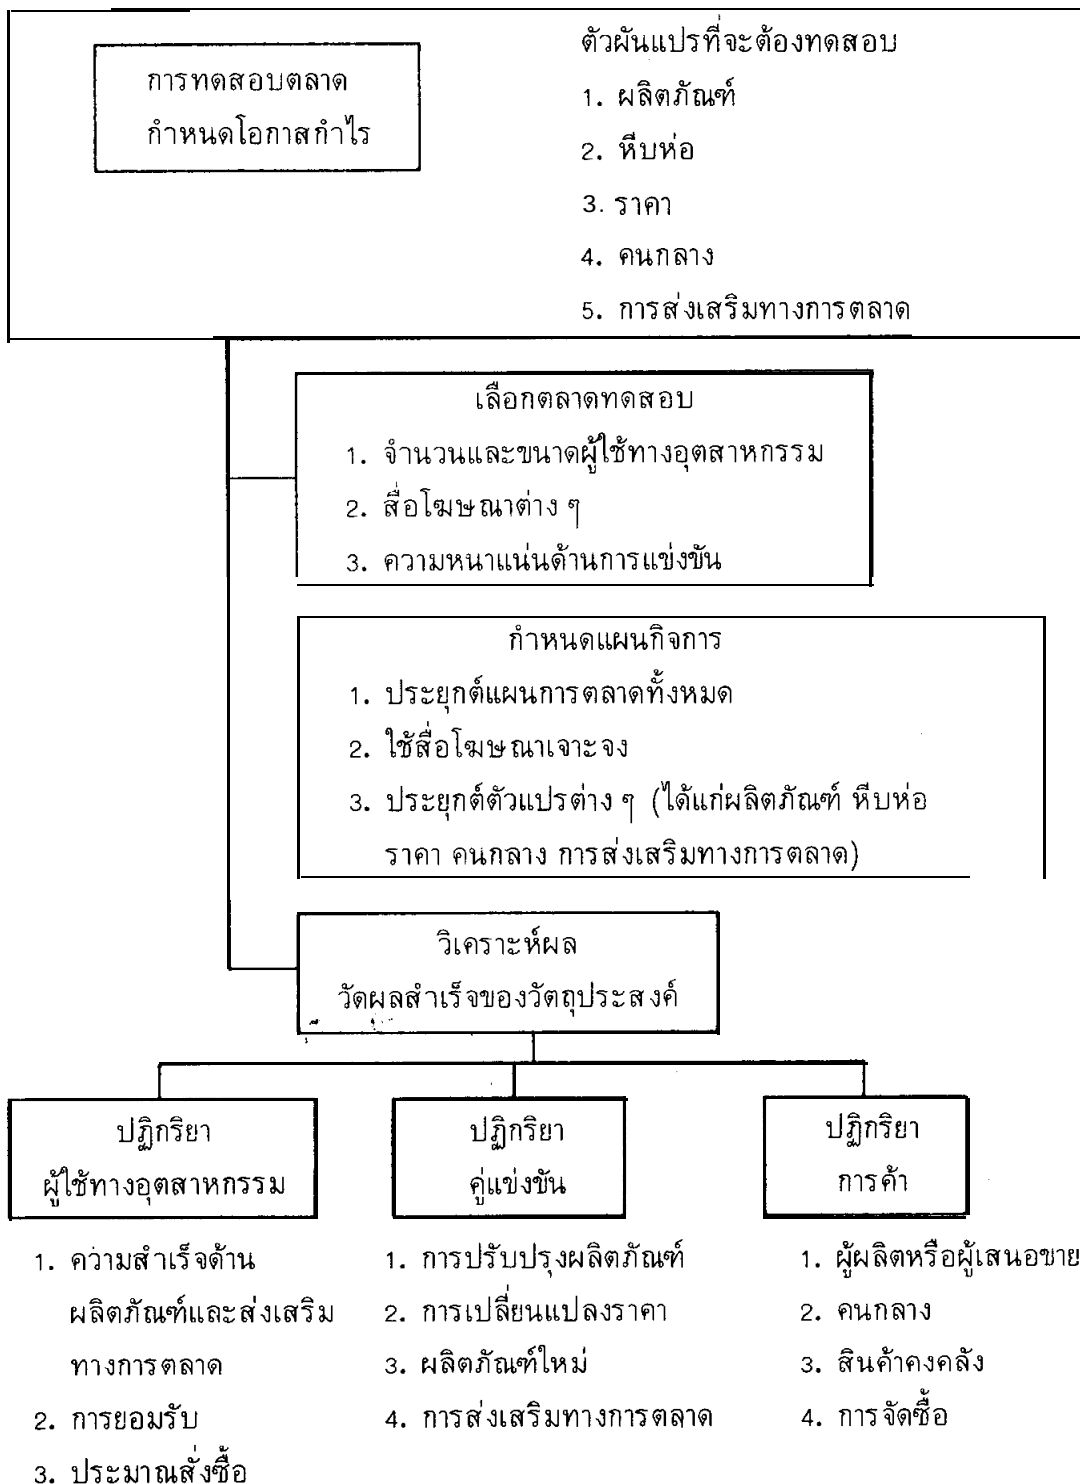 การทดสอบตลาด
กำหนดโอกาสกำไร
ตัวผันแปรที่จะต้องทดสอบ
1. ผลิตภัณฑ์
2. หีบห่อ
3. ราคา
4. คนกลาง
5. การส่งเสริมทางการตลาด
เลือกตลาดทดสอบ
1. จำนวนและขนาดผู้ใช้ทางอุตสาหกรรม
2. สื่อโฆษณาต่าง ๆ
3. ความหนาแน่นด้านการแข่งขัน
กำหนดแผนกิจการ
1. ประยุกต์แผนการตลาดทั้งหมด
2. ใช้สื่อโฆษณาเจาะจง
3. ประยุกต์ตัวแปรต่าง ๆ (ได้แก่ผลิตภัณฑ์ หีบห่อ
ราคา คนกลาง การส่งเสริมทางการตลาด)
วิเคราะห์ผล
วัดผลสำเร็จของวัตถุประสงค์
ปฏิกริยา
ผู้ใช้ทางอุตสาหกรรม
1. ความสำเร็จด้าน
ผลิตภัณฑ์และส่งเสริม
ทางการตลาด
2. การยอมรับ
3. ประมาณสั่งซื้อ
ปฏิกริยา
คู่แข่งขัน
1. การปรับปรุงผลิตภัณฑ์
2. การเปลี่ยนแปลงราคา
3. ผลิตภัณฑ์ใหม่
4. การส่งเสริมทางการตลาด
ปฏิกริยา
การค้า
1. ผู้ผลิตหรือผู้เสนอขาย
2. คนกลาง
3. สินค้าคงคลัง
4. การจัดซื้อ